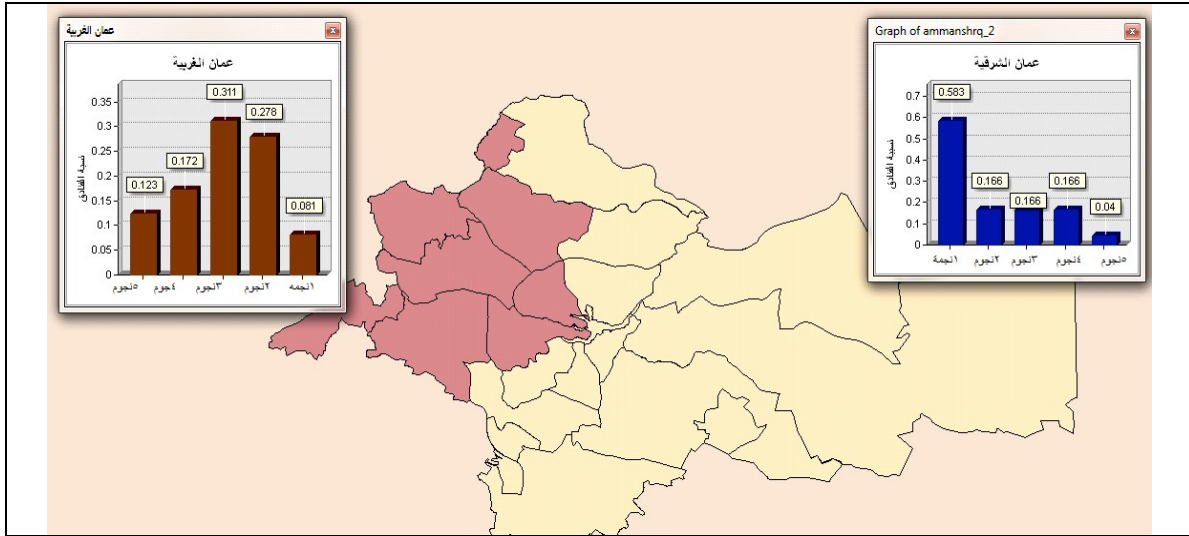 عمان الغربية
عمان الغربية
نسبة الفنادق
0.35
0.3
0.25
0.2
0.15
0.1
0.05
0
0.123
0.172
0.311
0.278
0.081
٥نجوم
٤نجوم
٣نجوم
٢نجوم
١نجمه
Graph of ammanshrq_2
عمان الشرقية
نسبة الفنادق
0.7
0.6
0.5
0.4
0.3
0.2
0.1
0
0.583
0.166
0.166
0.166
0.04
١نجمة
٢نجوم
٣نجوم
٤نجوم
٥نجوم